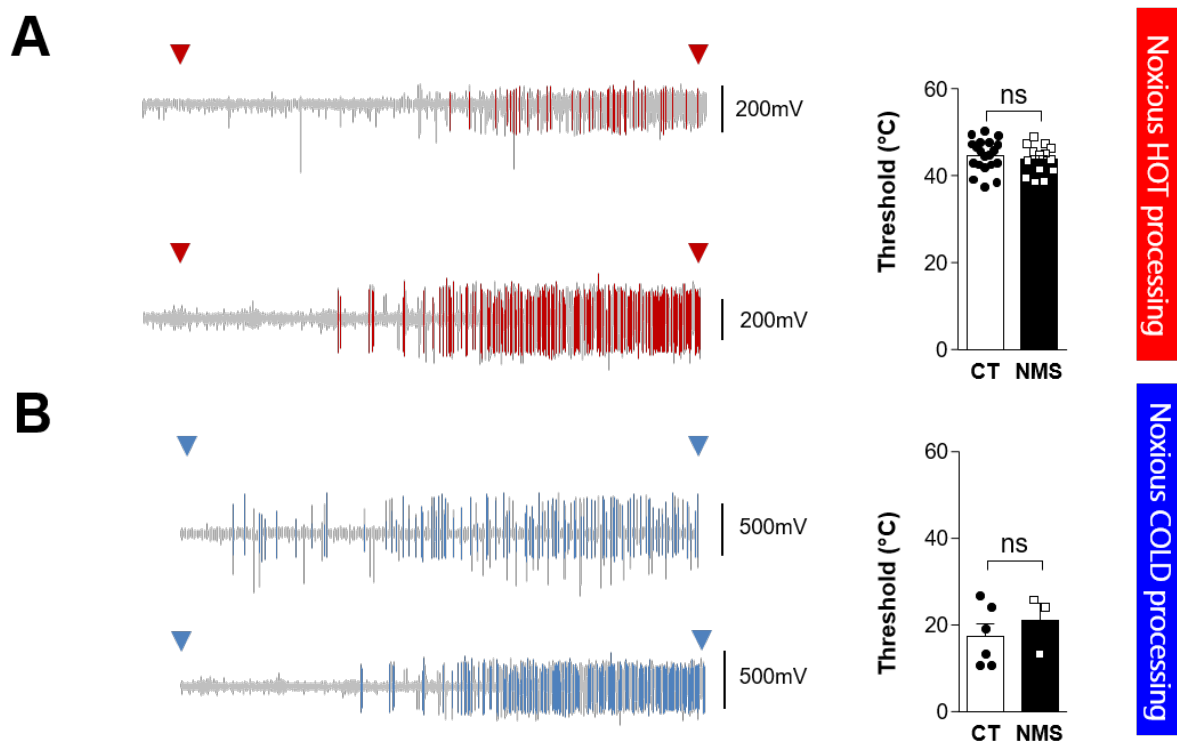 A
200mV
200mV
Threshold (°C)
60
40
20
0
ns
CT NMS
Noxious HOT processing
B
500mV
500mV
Threshold (°C)
60
40
20
0
ns
CT NMS
Noxious COLD processing